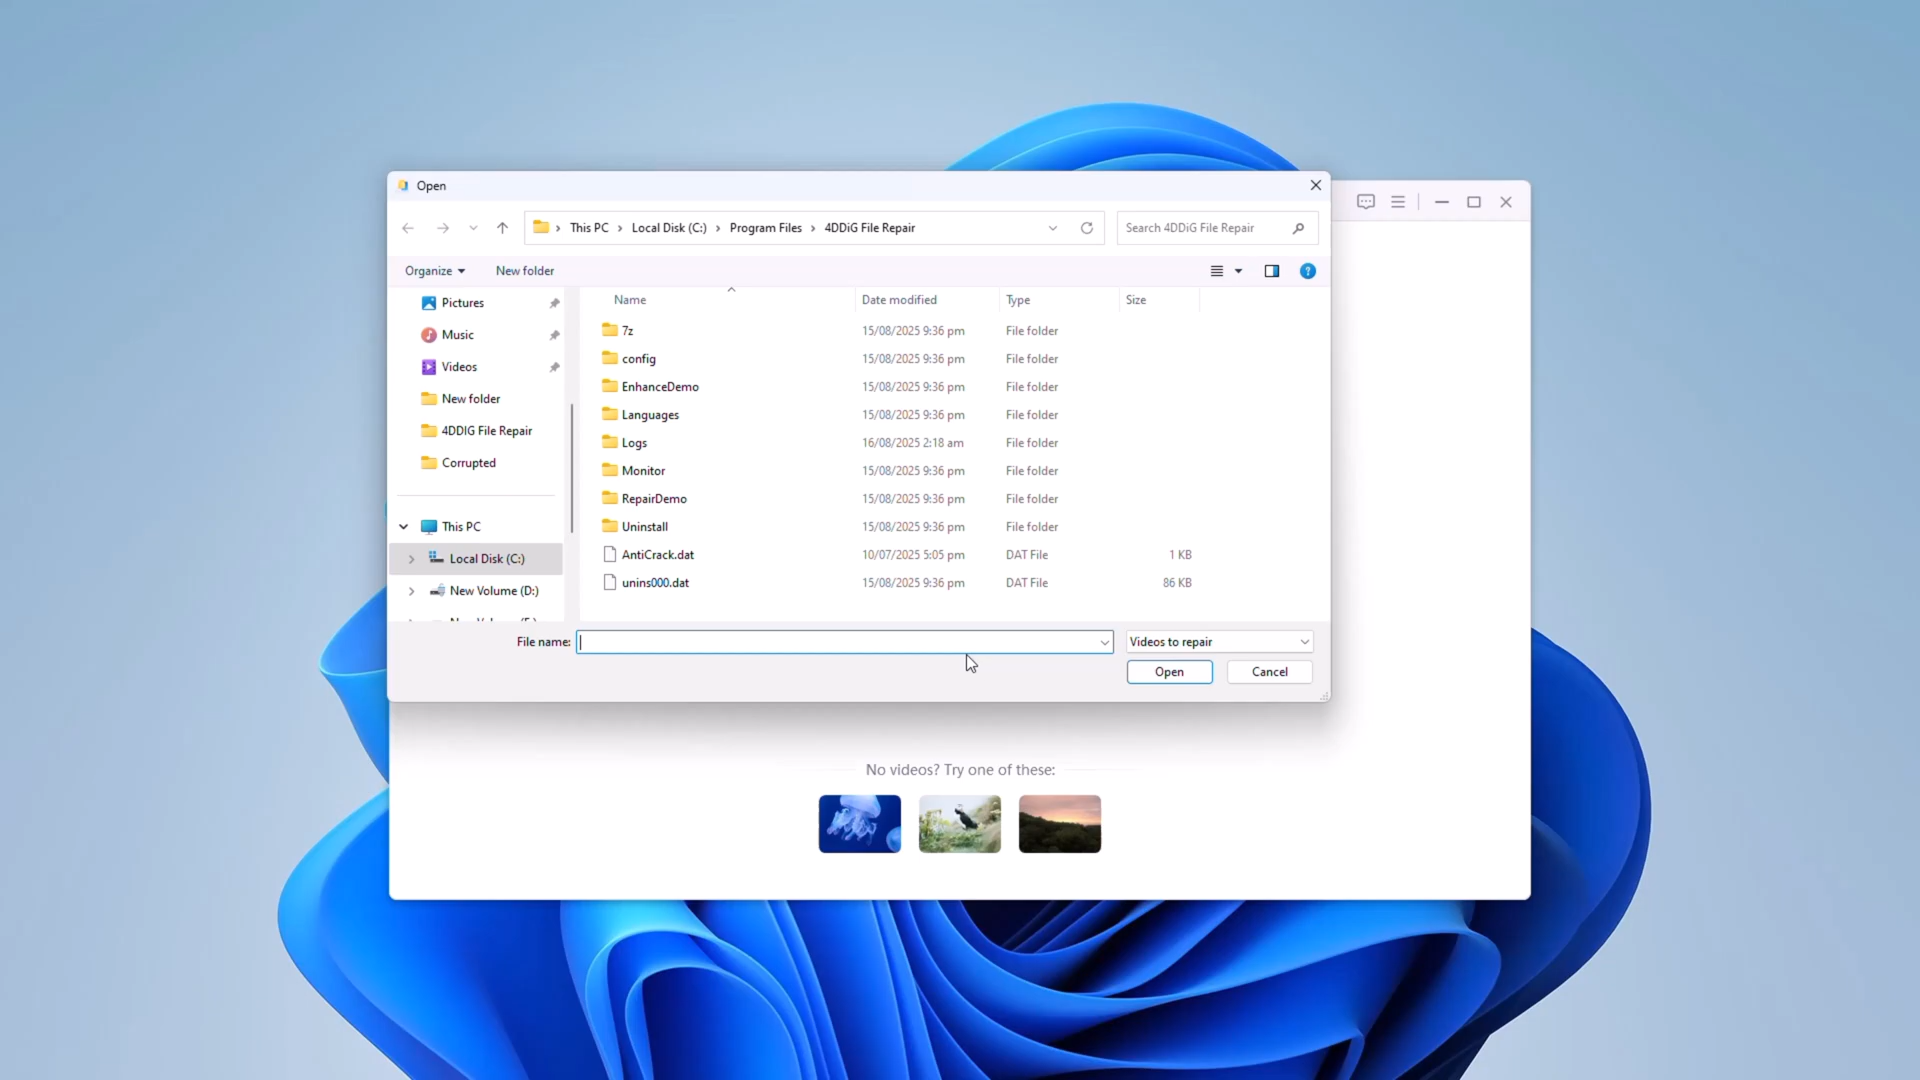 Open
This PC > Local Disk (C:) > Program Files > 4DDiG File Repair
Search 4DDiG File Repair
Organize
New folder
Pictures
Music
Videos
New folder
4DDIG File Repair
Corrupted
This PC
Local Disk (C:)
New Volume (D:)
Name Date modified Type Size
7z 15/08/2025 9:36 pm File folder
config 15/08/2025 9:36 pm File folder
EnhanceDemo 15/08/2025 9:36 pm File folder
Languages 15/08/2025 9:36 pm File folder
Logs 16/08/2025 2:18 am File folder
Monitor 15/08/2025 9:36 pm File folder
RepairDemo 15/08/2025 9:36 pm File folder
Uninstall 15/08/2025 9:36 pm File folder
AntiCrack.dat 10/07/2025 5:05 pm DAT File 1 KB
unins000.dat 15/08/2025 9:36 pm DAT File 86 KB
File name:
Videos to repair
Open
Cancel
No videos? Try one of these: